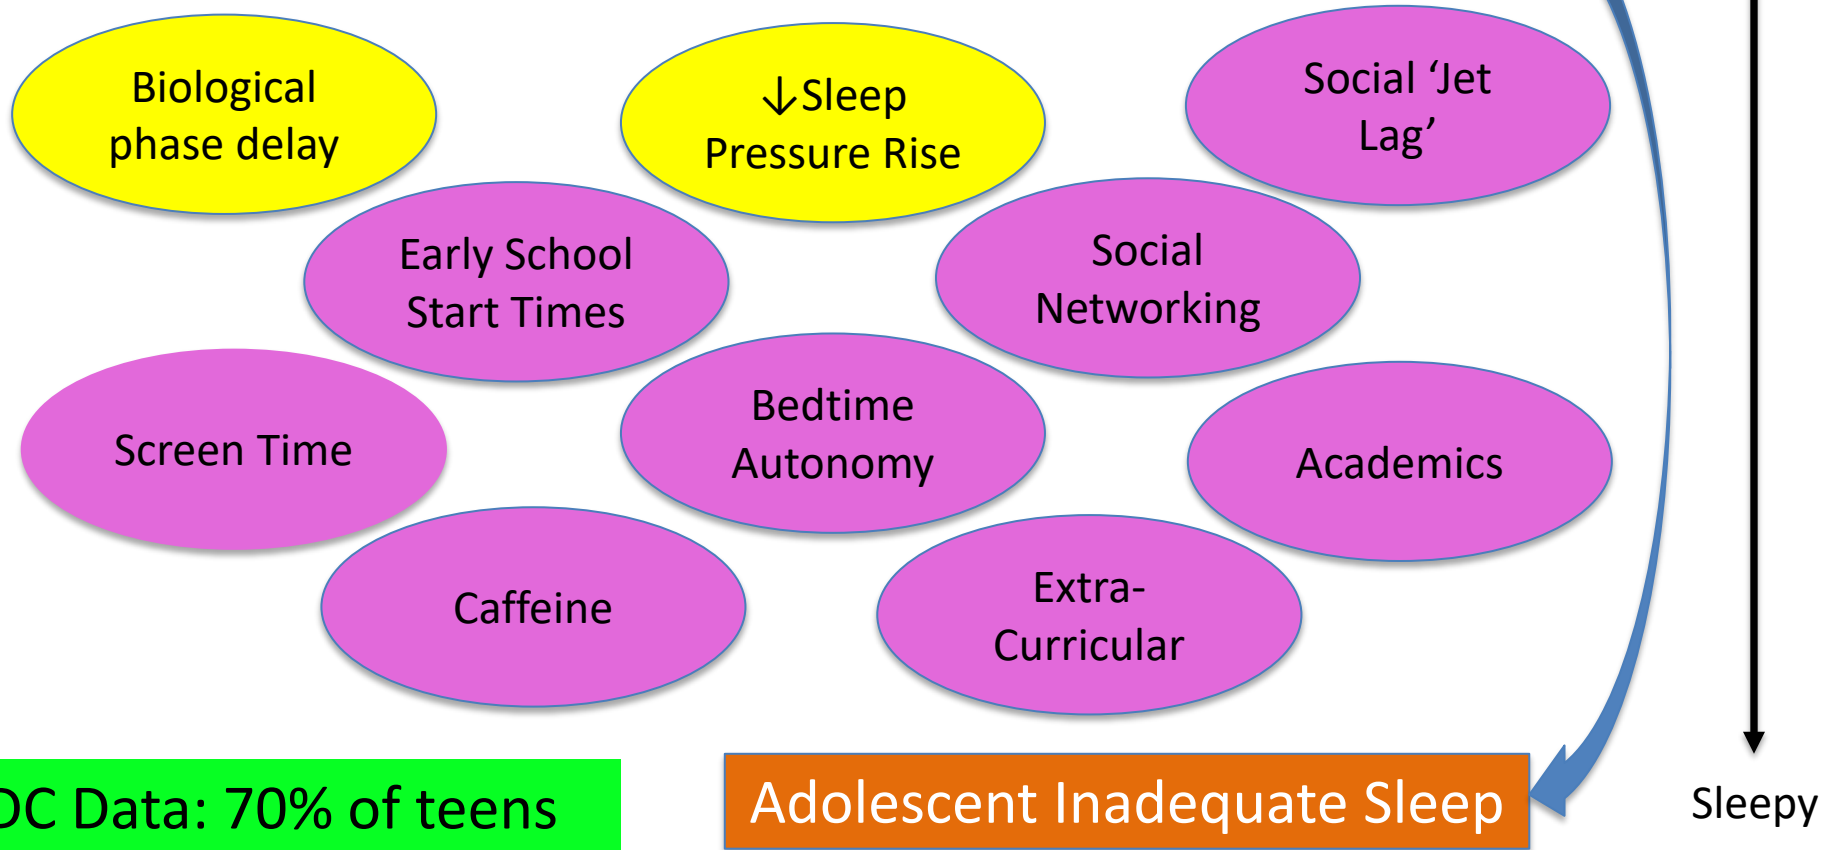 Biological
phase delay
↓Sleep
Pressure Rise
Social ‘Jet
Lag’
Early School
Start Times
Social
Networking
Screen Time
Bedtime
Autonomy
Academics
Caffeine
Extra-
Curricular
DC Data: 70% of teens
Adolescent Inadequate Sleep
Sleepy